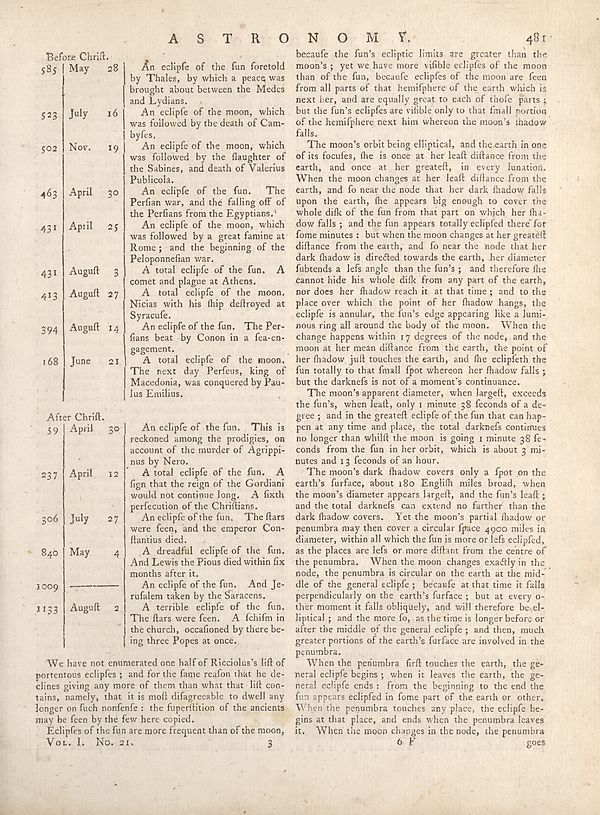 ASTRONOMY. 481
Before Chriſt.
585 May 28 An eclipſe of the ſun foretold
by Thales, by which a peace was
brought about between the Medes
and Lydians.
523 July 16 An eclipſe of the moon, which
was followed by the death of Cam-
byſes.
502 Nov. 19 An eclipſe of the moon, which
was followed by the ſlaughter of
the Sabines, and death of Valerius
Publicola.
463 April 30 An eclipſe of the ſun. The
Perſian war, and the falling off of
the Perſians from the Egyptians.
431 April 25 An eclipſe of the moon, which
was followed by a great famine at
Rome; and the beginning of the
Peloponneſian war.
431 Auguſt 3 A total eclipſe of the ſun. A
comet and plague at Athens.
413 Auguſt 27 A total eclipſe of the moon.
Nicias with his ſhip deſtroyed at
Syracuſe.
394 Auguſt 14 An eclipſe of the ſun. The Per-
ſians beat by Conon in a ſea-en-
gagement.
168 June 21 A total eclipſe of the moon.
The next day Perſeus, king of
Macedonia, was conquered by Pau-
lus Emilius.
After Chriſt.
59 April 30 An eclipſe of the ſun. This is
reckoned among the prodigies, on
account of the murder of Agrippi-
nus by Nero.
237 April 12 A total eclipſe of the ſun. A
ſign that the reign of the Gordiani
would not continue long. A ſixth
perſecution of the Chriſtians.
306 July 27 An eclipſe of the ſun. The ſtars
were ſeen, and the emperor Con-
ſtantius died.
840 May 4 A dreadful eclipſe of the ſun.
And Lewis the Pious died within ſix
months after it.
1009 ——— An eclipſe of the ſun. And Je-
ruſalem taken by the Saracens.
1133 Auguſt 2 A terrible eclipſe of the ſun.
The ſtars were ſeen. A ſchiſm in
the church, occaſioned by there be-
ing three Popes at once.
We have not enumerated one half of Ricciolus's liſt of
portentous eclipſes; and for the ſame reaſon that he de-
clines giving any more of them than what that liſt con-
tains, namely, that it is moſt diſagreeable to dwell any
longer on ſuch nonſenſe: the ſuperſtition of the ancients
may be ſeen by the few here copied.
Eclipſes of the ſun are more frequent than of the moon,
VOL. I. No. 21. 3
becauſe the ſun's ecliptic limits are greater than the
moon's; yet we have more viſible eclipſes of the moon
than of the ſun, becauſe eclipſes of the moon are ſeen
from all parts of that hemiſphere of the earth which is
next her, and are equally great to each of thoſe parts;
but the ſun's eclipſes are viſible only to that ſmall portion
of the hemiſphere next him whereon the moon's ſhadow
falls.
The moon's orbit being elliptical, and the earth in one
of its focuſes, ſhe is once at her leaſt diſtance from the
earth, and once at her greateſt, in every lunation.
When the moon changes at her leaſt diſtance from the
earth, and ſo near the node that her dark ſhadow falls
upon the earth, ſhe appears big enough to cover the
whole diſk of the ſun from that part on which her ſha-
dow falls; and the ſun appears totally eclipſed there for
ſome minutes: but when the moon changes at her greateſt
diſtance from the earth, and ſo near the node that her
dark ſhadow is directed towards the earth, her diameter
ſubtends a leſs angle than the ſun's; and therefore ſhe
cannot hide his whole diſk from any part of the earth,
nor does her ſhadow reach it at that time; and to the
place over which the point of her ſhadow hangs, the
eclipſe is annular, the ſun's edge appearing like a lumi-
nous ring all around the body of the moon. When the
change happens within 17 degrees of the node, and the
moon at her mean diſtance from the earth, the point of
her ſhadow juſt touches the earth, and ſhe eclipſeth the
ſun totally to that ſmall ſpot whereon her ſhadow falls;
but the darkneſs is not of a moment's continuance.
The moon's apparent diameter, when largeſt, exceeds
the ſun's, when leaſt, only 1 minute 38 ſeconds of a de-
gree; and in the greateſt eclipſe of the ſun that can hap-
pen at any time and place, the total darkneſs continues
no longer than whilſt the moon is going 1 minute 38 ſe-
conds from the ſun in her orbit, which is about 3 mi-
nutes and 13 ſeconds of an hour.
The moon's dark ſhadow covers only a ſpot on the
earth's ſurface, about 180 Engliſh miles broad, when
the moon's diameter appears largeſt, and the ſun's leaſt;
and the total darkneſs can extend no farther than the
dark ſhadow covers. Yet the moon's partial ſhadow or
penumbra may then cover a circular ſpace 4900 miles in
diameter, within all which the ſun is more or leſs eclipſed,
as the places are leſs or more diſtant from the centre of
the penumbra. When the moon changes exactly in the
node, the penumbra is circular on the earth at the mid-
dle of the general eclipſe; becauſe at that time it falls
perpendicularly on the earth's ſurface; but at every o-
ther moment it falls obliquely, and will therefore be el-
liptical; and the more ſo, as the time is longer before or
after the middle of the general eclipſe; and then, much
greater portions of the earth's ſurface are involved in the
penumbra.
When the penumbra firſt touches the earth, the ge-
neral eclipſe begins; when it leaves the earth, the ge-
neral eclipſe ends: from the beginning to the end the
ſun appears eclipſed in ſome part of the earth or other.
When the penumbra touches any place, the eclipſe be-
gins at that place, and ends when the penumbra leaves
it. When the moon changes in the node, the penumbra
6 F goes